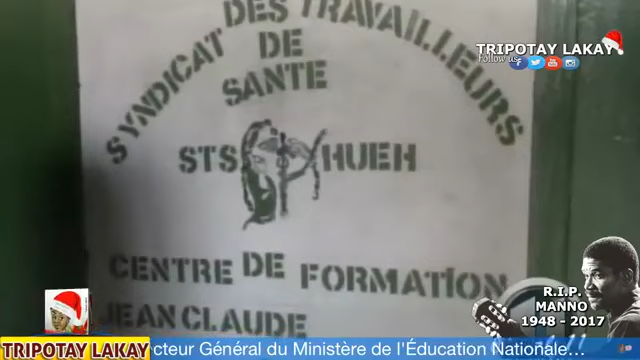 SYNDICAT DES TRAVAILLEURS
DE
SANTE
STS HUEH
CENTRE DE FORMATION
JEAN CLAUDE
TRIPOTAY LAKAY
Follow us
R.I.P.
MANNO
1948 - 2017
TRIPOTAY LAKAY
cteur Général du Ministère de l'Éducation Nationale...